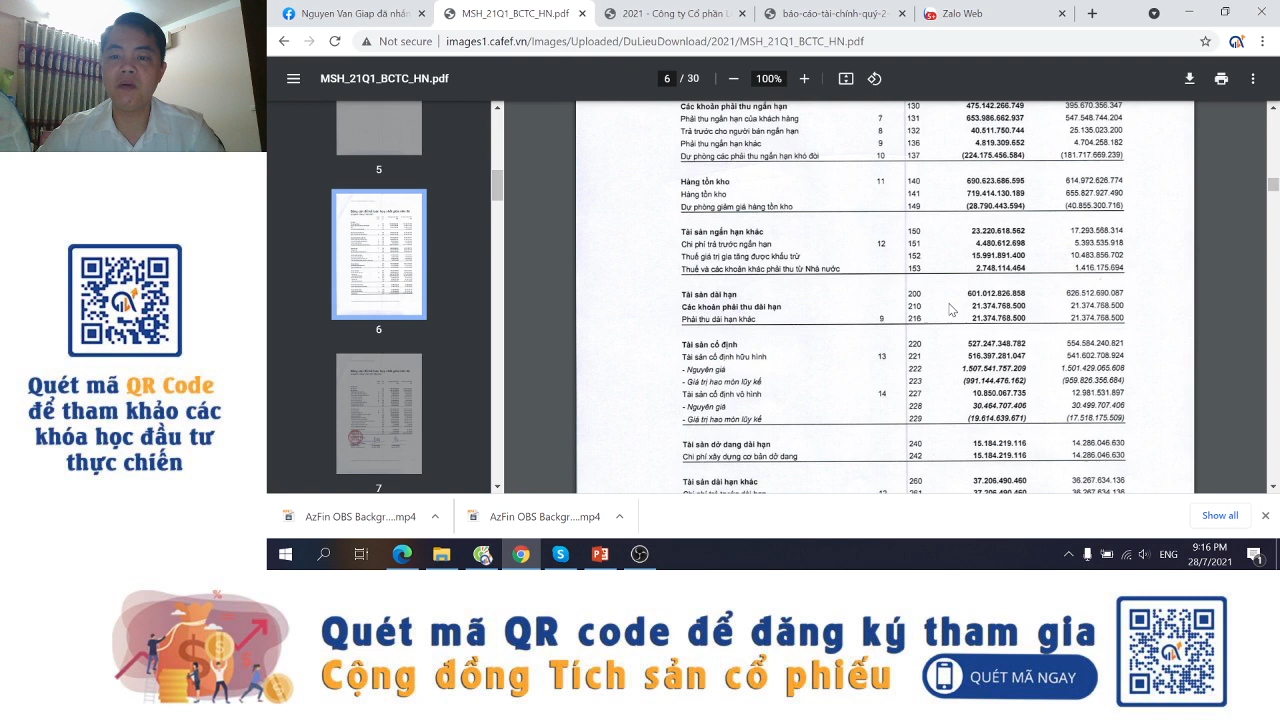 Nguyen Van Giap đã nhắn
MSH_21Q1_BCTC_HN.pdf
2021 - Công ty Cổ phần
báo-cáo-tài-chính-quý-2-
Zalo Web
Not secure
images1.cafef.vn/Images/Uploaded/DuLieuDownload/2021/MSH_21Q1_BCTC_HN.pdf
MSH_21Q1_BCTC_HN.pdf
6 / 30
100%
5
6
7
Các khoản phải thu ngắn hạn 130 475.142.266.749 395.670.356.347
Phải thu ngắn hạn của khách hàng 7 131 653.986.662.937 547.548.744.204
Trả trước cho người bán ngắn hạn 8 132 40.511.750.744 25.135.023.200
Phải thu ngắn hạn khác 9 136 4.819.309.652 4.704.258.182
Dự phòng các phải thu ngắn hạn khó đòi 10 137 (224.175.456.584) (181.717.669.239)
Hàng tồn kho 11 140 690.623.686.595 614.972.626.774
Hàng tồn kho 141 719.414.130.189 655.827.927.490
Dự phòng giảm giá hàng tồn kho 149 (28.790.443.594) (40.855.300.716)
Tài sản ngắn hạn khác 150 23.220.618.562 17.293.568.314
Chi phí trả trước ngắn hạn 12 151 4.480.612.698 5.393.535.918
Thuế giá trị gia tăng được khấu trừ 152 15.991.891.400 10.483.856.702
Thuế và các khoản khác phải thu từ Nhà nước 153 2.748.114.464 1.416.175.694
Tài sản dài hạn 200 601.012.826.858 626.512.690.087
Các khoản phải thu dài hạn 210 21.374.768.500 21.374.768.500
Phải thu dài hạn khác 9 216 21.374.768.500 21.374.768.500
Tài sản cố định 220 527.247.348.782 554.584.240.821
Tài sản cố định hữu hình 13 221 516.397.281.047 541.602.708.924
- Nguyên giá 222 1.507.541.757.209 1.501.429.065.608
- Giá trị hao mòn lũy kế 223 (991.144.476.162) (959.826.356.684)
Tài sản cố định vô hình 14 227 10.850.067.735 12.981.531.897
- Nguyên giá 228 30.464.707.406 30.499.707.406
- Giá trị hao mòn lũy kế 229 (19.614.639.671) (17.518.175.509)
Tài sản dở dang dài hạn 240 15.184.219.116 14.286.046.630
Chi phí xây dựng cơ bản dở dang 242 15.184.219.116 14.286.046.630
Tài sản dài hạn khác 260 37.206.490.460 36.267.634.136
Quét mã QR Code
để tham khảo các
khóa học đầu tư
thực chiến
AzFin OBS Backgr....mp4
AzFin OBS Backgr....mp4
Show all
ENG
9:16 PM
28/7/2021
Quét mã QR code để đăng ký tham gia
Cộng đồng Tích sản cổ phiếu
QUÉT MÃ NGAY